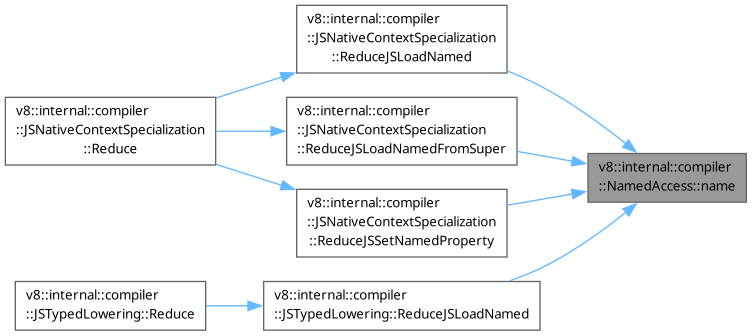 v8::internal::compiler
::JSNativeContextSpecialization
::ReduceJSLoadNamed
v8::internal::compiler
::JSNativeContextSpecialization
::Reduce
v8::internal::compiler
::JSNativeContextSpecialization
::ReduceJSLoadNamedFromSuper
v8::internal::compiler
::NamedAccess::name
v8::internal::compiler
::JSNativeContextSpecialization
::ReduceJSSetNamedProperty
v8::internal::compiler
::JSTypedLowering::Reduce
v8::internal::compiler
::JSTypedLowering::ReduceJSLoadNamed